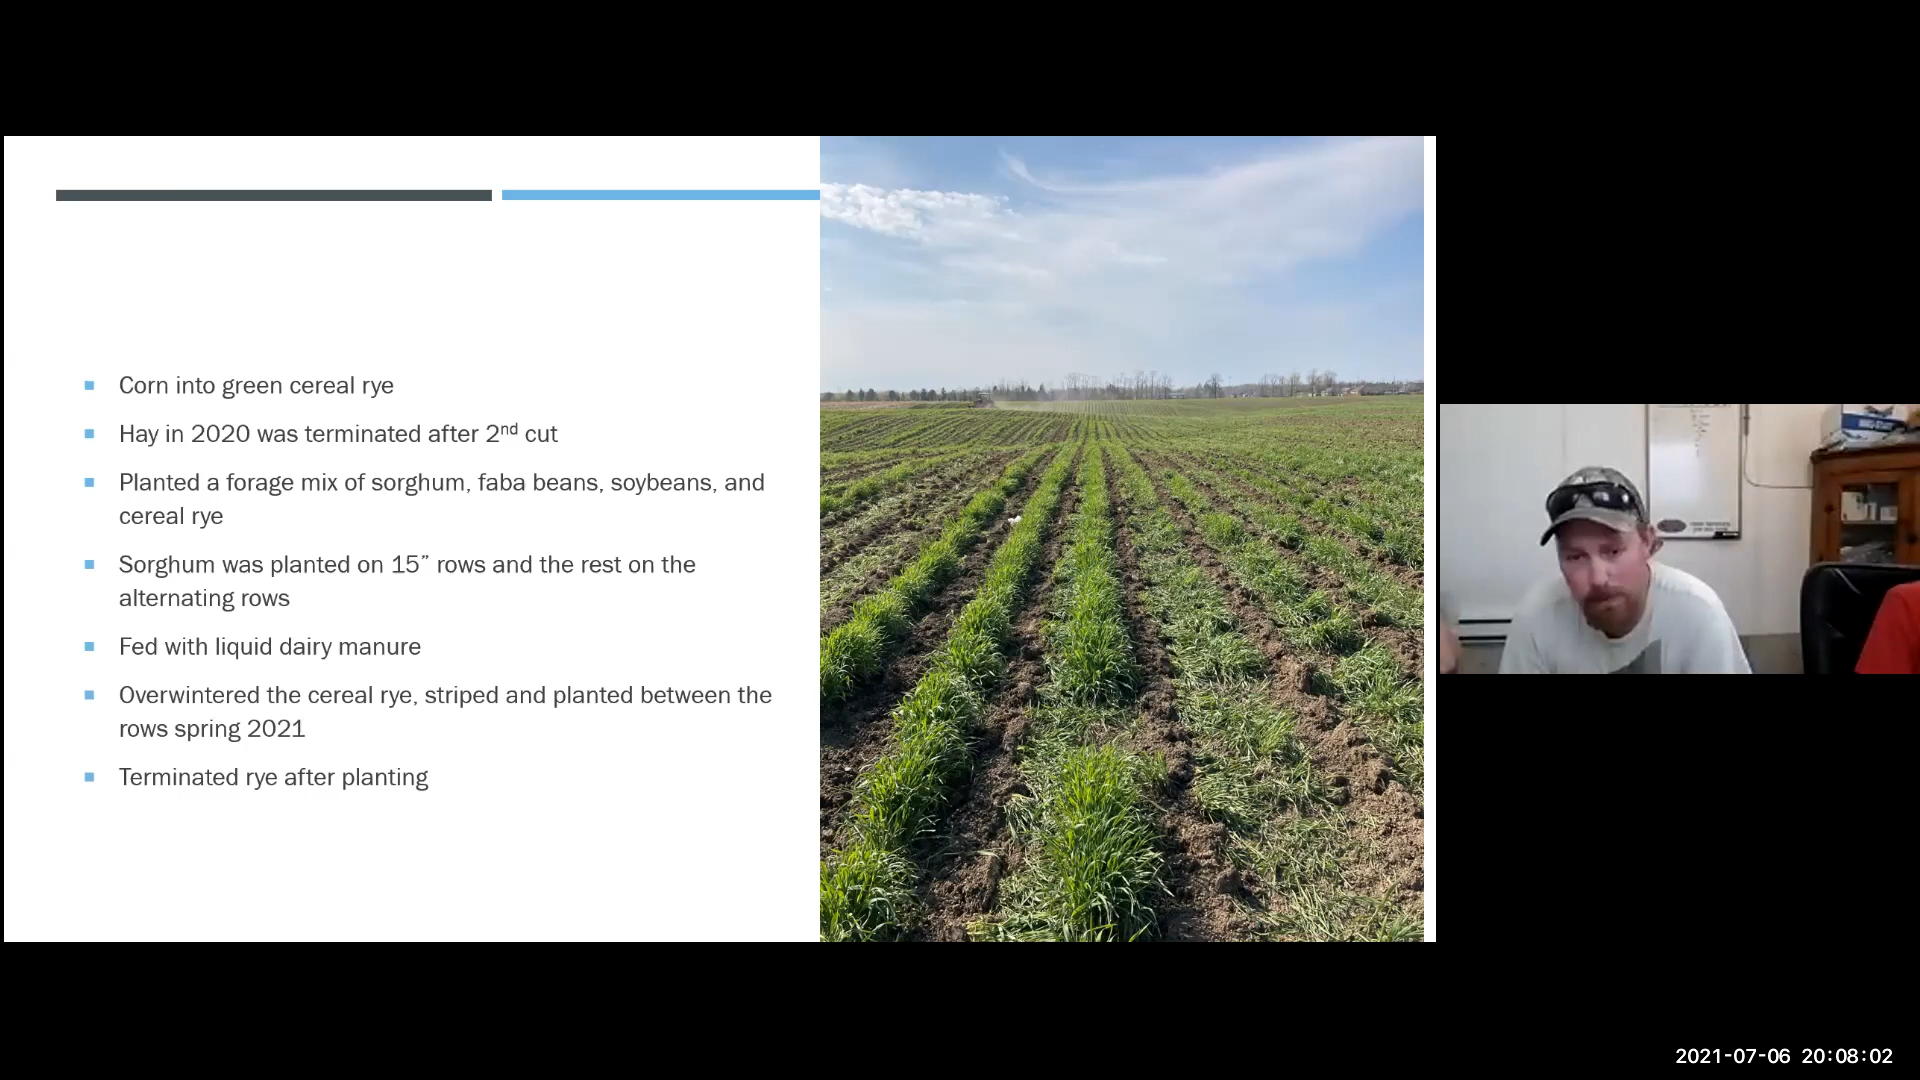 Corn into green cereal rye
Hay in 2020 was terminated after 2nd cut
Planted a forage mix of sorghum, faba beans, soybeans, and
cereal rye
Sorghum was planted on 15” rows and the rest on the
alternating rows
Fed with liquid dairy manure
Overwintered the cereal rye, striped and planted between the
rows spring 2021
Terminated rye after planting
2021-07-06 20:08:02